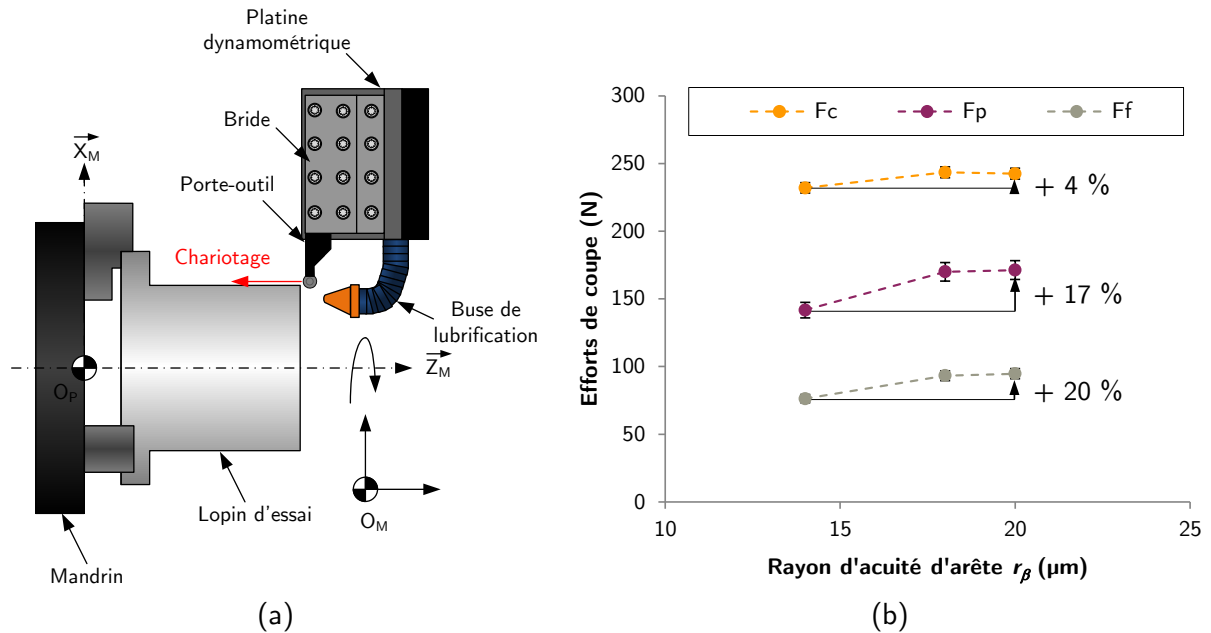 Platine
dynamométrique
Bride
X_M
Porte-outil
Chariotage
Buse de
lubrification
Z_M
O_P
Lopin d'essai
O_M
Mandrin
(a)
Fc
Fp
Ff
Efforts de coupe (N)
300
250
200
150
100
50
0
+ 4 %
+ 17 %
+ 20 %
10
15
20
25
Rayon d'acuité d'arête r_β (µm)
(b)